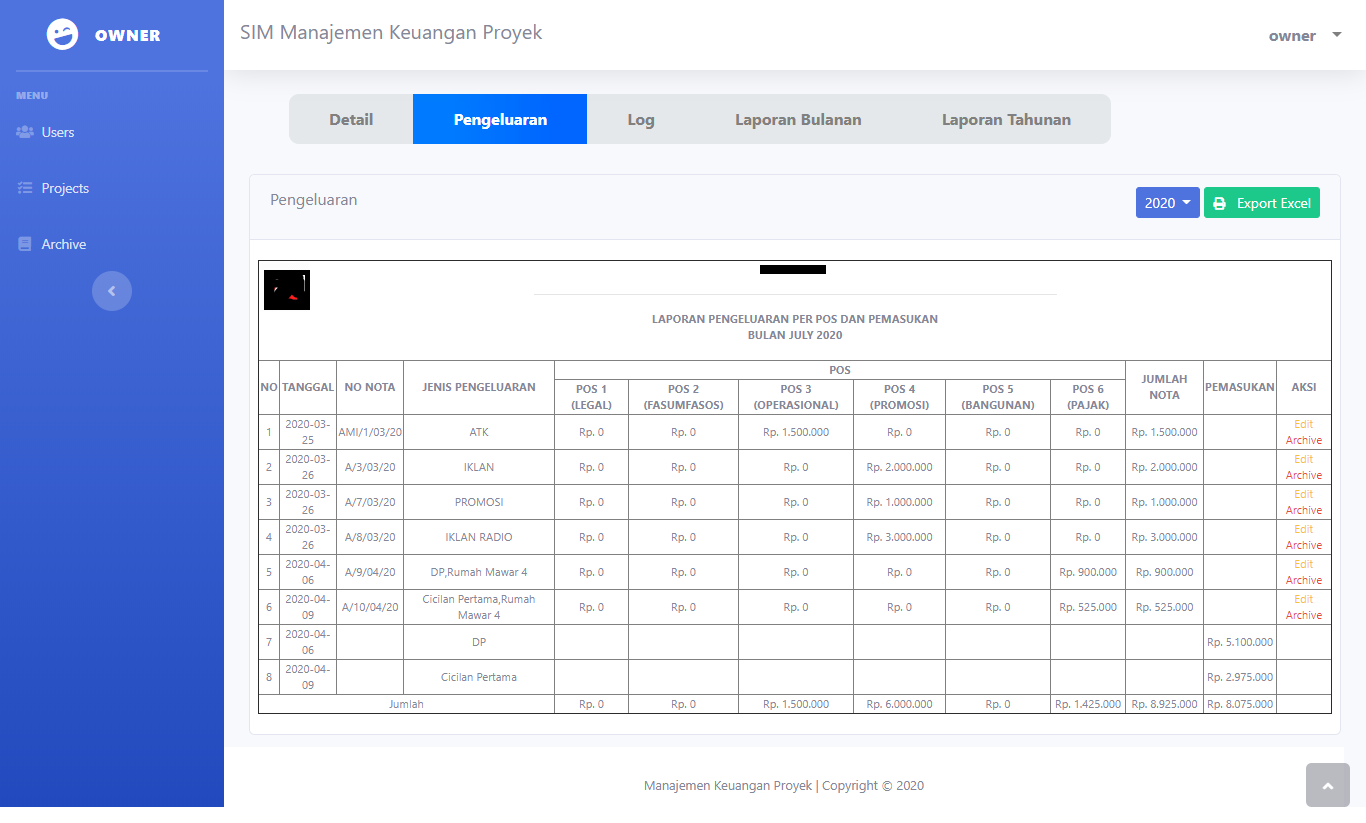 OWNER
SIM Manajemen Keuangan Proyek
owner
MENU
Users
Projects
Archive
Detail
Pengeluaran
Log
Laporan Bulanan
Laporan Tahunan
Pengeluaran
2020
Export Excel
LAPORAN PENGELUARAN PER POS DAN PEMASUKAN
BULAN JULY 2020
NO TANGGAL NO NOTA JENIS PENGELUARAN POS JUMLAH NOTA PEMASUKAN AKSI
POS 1 (LEGAL) POS 2 (FASUMFASOS) POS 3 (OPERASIONAL) POS 4 (PROMOSI) POS 5 (BANGUNAN) POS 6 (PAJAK)
1 2020-03-25 AMI/1/03/20 ATK Rp. 0 Rp. 0 Rp. 1.500.000 Rp. 0 Rp. 0 Rp. 0 Rp. 1.500.000 Edit Archive
2 2020-03-26 A/3/03/20 IKLAN Rp. 0 Rp. 0 Rp. 0 Rp. 2.000.000 Rp. 0 Rp. 0 Rp. 2.000.000 Edit Archive
3 2020-03-26 A/7/03/20 PROMOSI Rp. 0 Rp. 0 Rp. 0 Rp. 1.000.000 Rp. 0 Rp. 0 Rp. 1.000.000 Edit Archive
4 2020-03-26 A/8/03/20 IKLAN RADIO Rp. 0 Rp. 0 Rp. 0 Rp. 3.000.000 Rp. 0 Rp. 0 Rp. 3.000.000 Edit Archive
5 2020-04-06 A/9/04/20 DP,Rumah Mawar 4 Rp. 0 Rp. 0 Rp. 0 Rp. 0 Rp. 0 Rp. 900.000 Rp. 900.000 Edit Archive
6 2020-04-09 A/10/04/20 Cicilan Pertama,Rumah Mawar 4 Rp. 0 Rp. 0 Rp. 0 Rp. 0 Rp. 0 Rp. 525.000 Rp. 525.000 Edit Archive
7 2020-04-06 DP Rp. 5.100.000
8 2020-04-09 Cicilan Pertama Rp. 2.975.000
Jumlah Rp. 0 Rp. 0 Rp. 1.500.000 Rp. 6.000.000 Rp. 0 Rp. 1.425.000 Rp. 8.925.000 Rp. 8.075.000
Manajemen Keuangan Proyek | Copyright © 2020